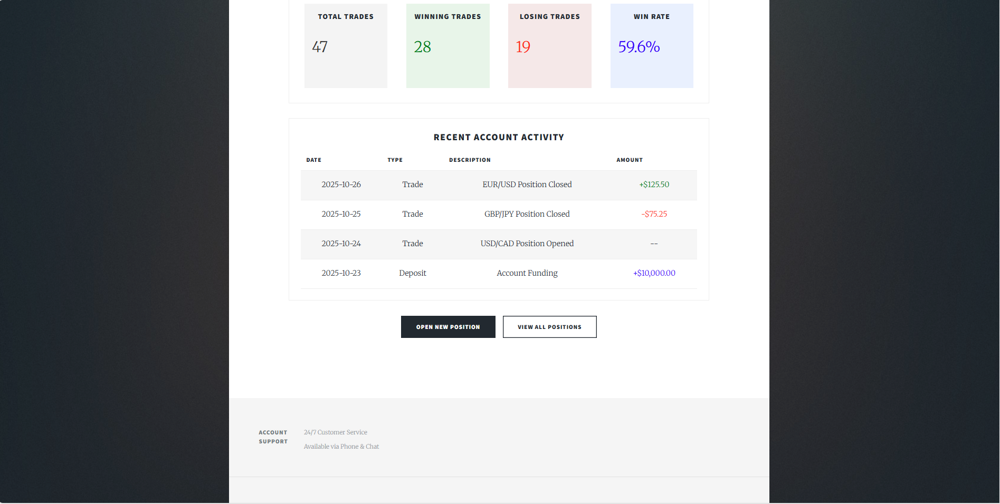 TOTAL TRADES WINNING TRADES LOSING TRADES WIN RATE
47 28 19 59.6%
RECENT ACCOUNT ACTIVITY
DATE TYPE DESCRIPTION AMOUNT
2025-10-26 Trade EUR/USD Position Closed +$125.50
2025-10-25 Trade GBP/JPY Position Closed -$75.25
2025-10-24 Trade USD/CAD Position Opened --
2025-10-23 Deposit Account Funding +$10,000.00
OPEN NEW POSITION VIEW ALL POSITIONS
ACCOUNT
SUPPORT
24/7 Customer Service
Available via Phone & Chat